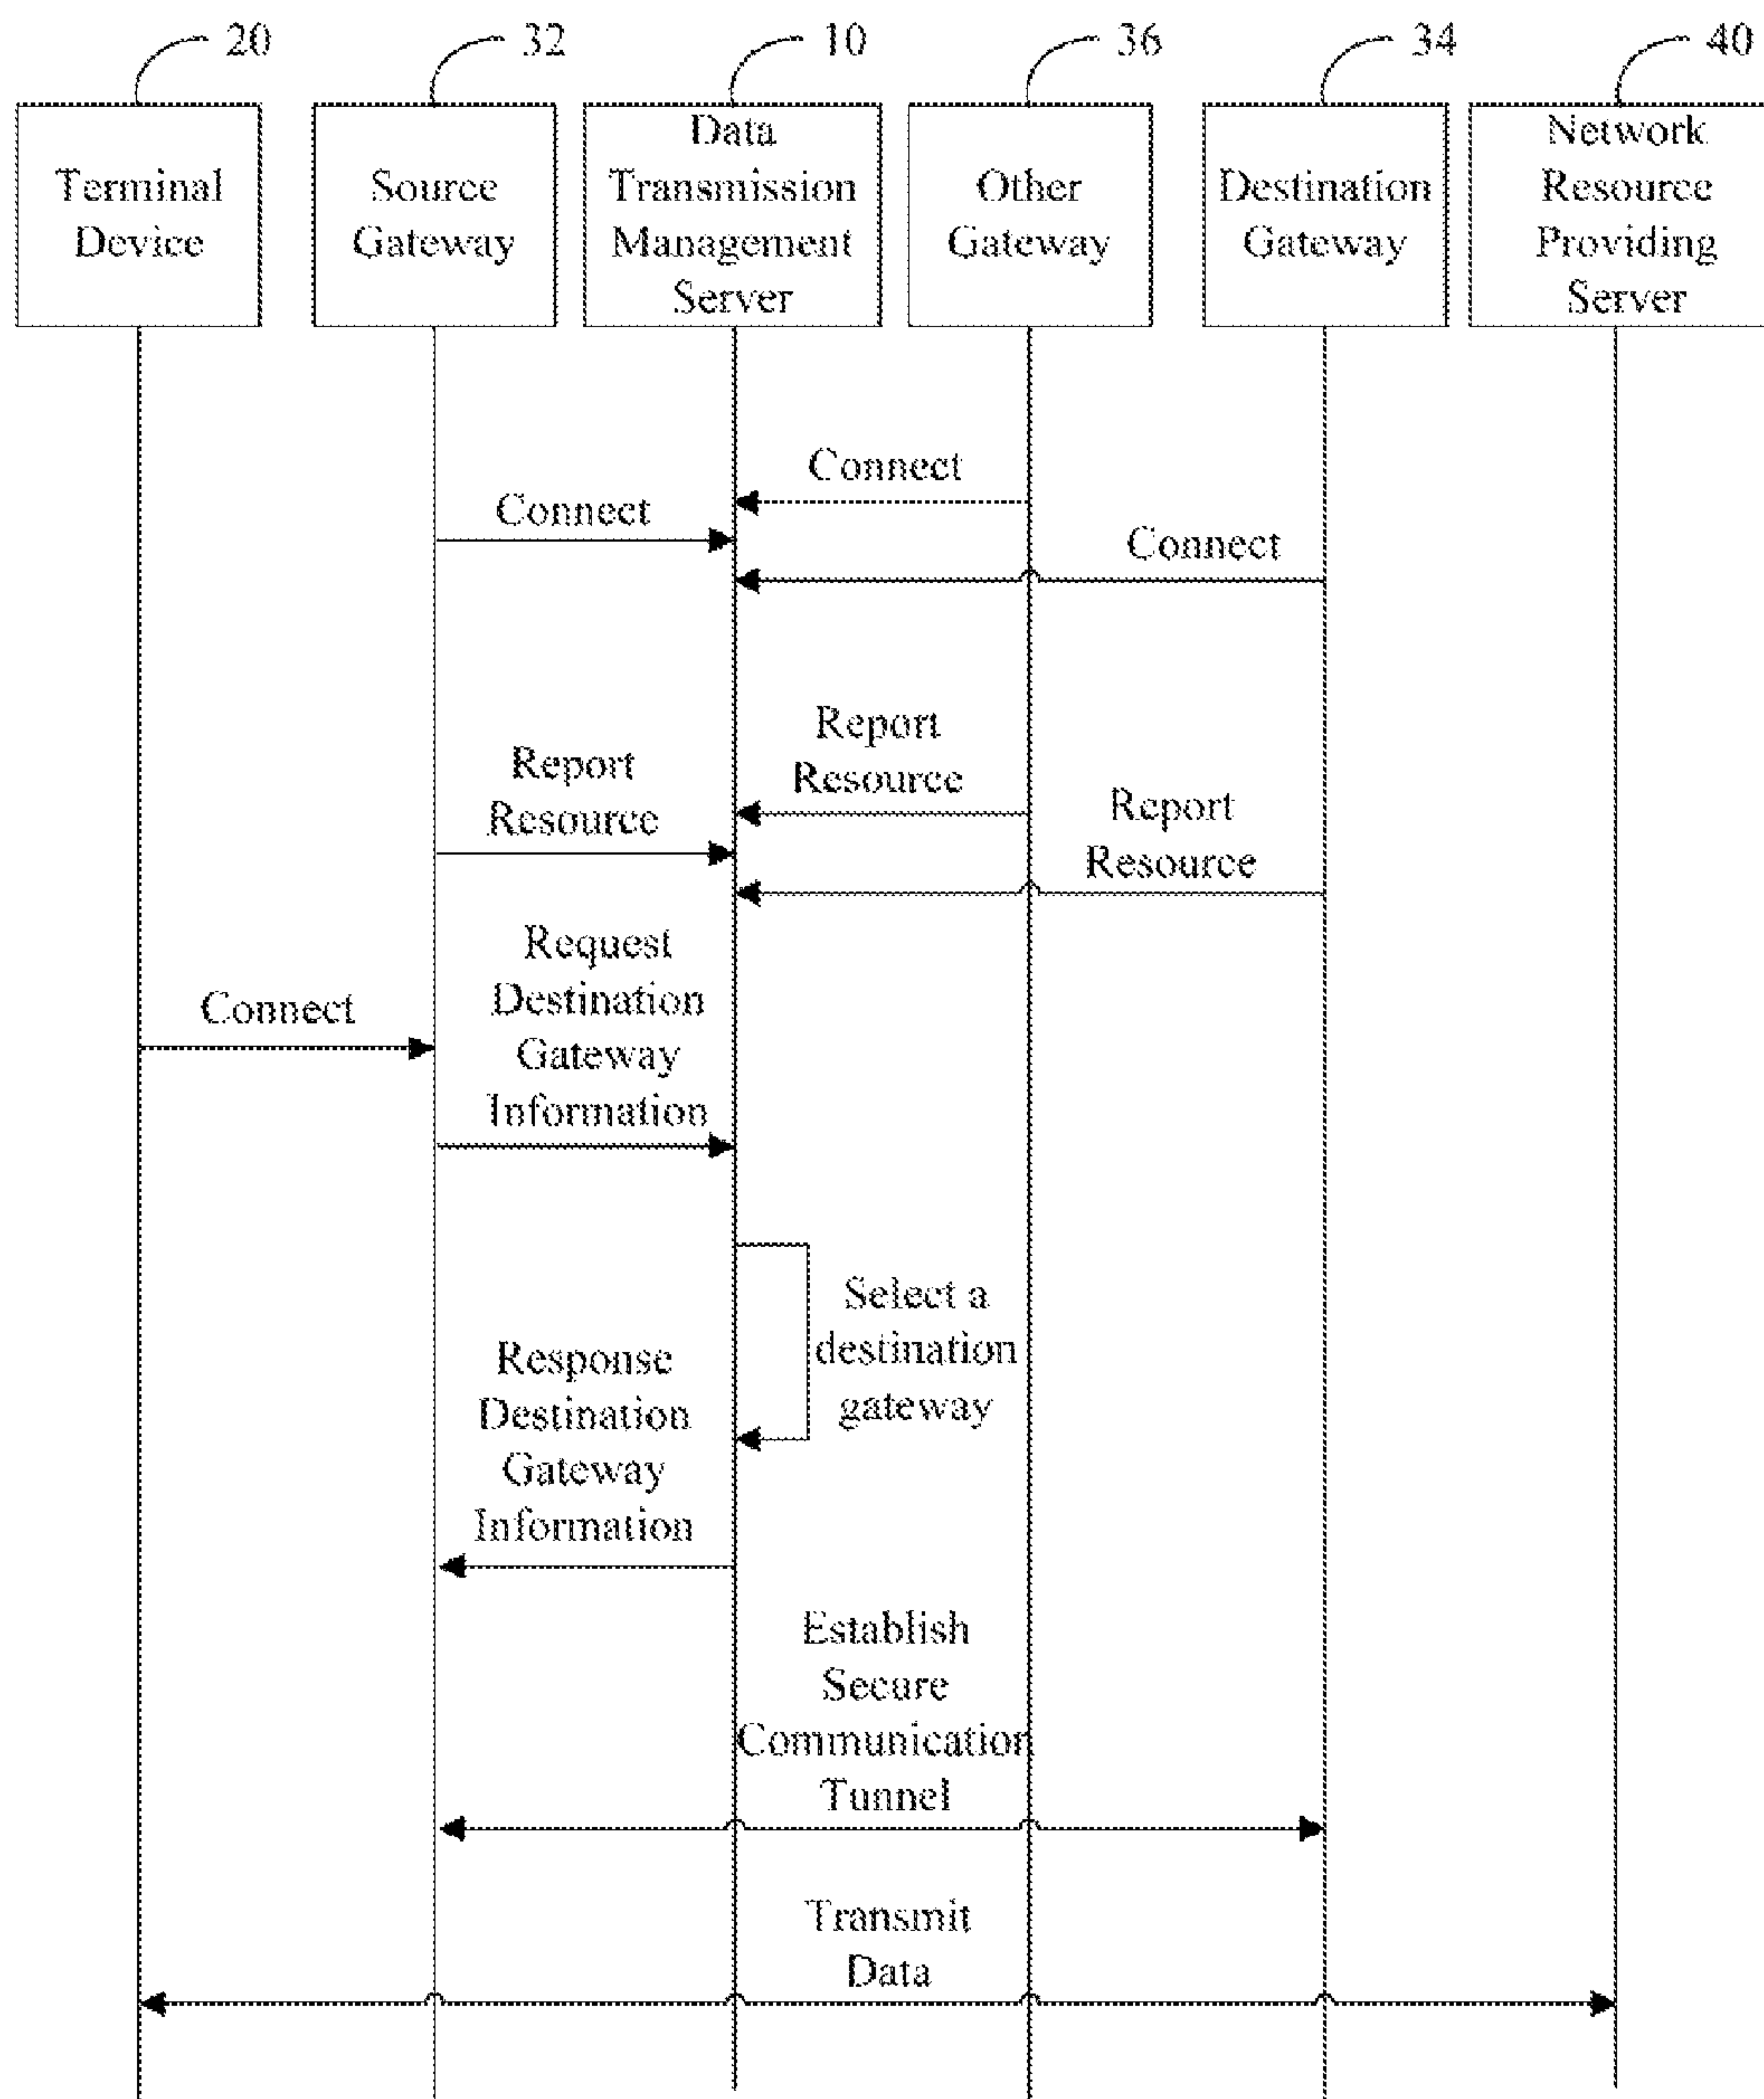 20
32
10
36
34
40
Terminal
Device
Source
Gateway
Data
Transmission
Management
Server
Other
Gateway
Destination
Gateway
Network
Resource
Providing
Server
Connect
Connect
Connect
Report
Resource
Report
Resource
Report
Resource
Connect
Request
Destination
Gateway
Information
Select a
destination
gateway
Response
Destination
Gateway
Information
Establish
Secure
Communication
Tunnel
Transmit
Data